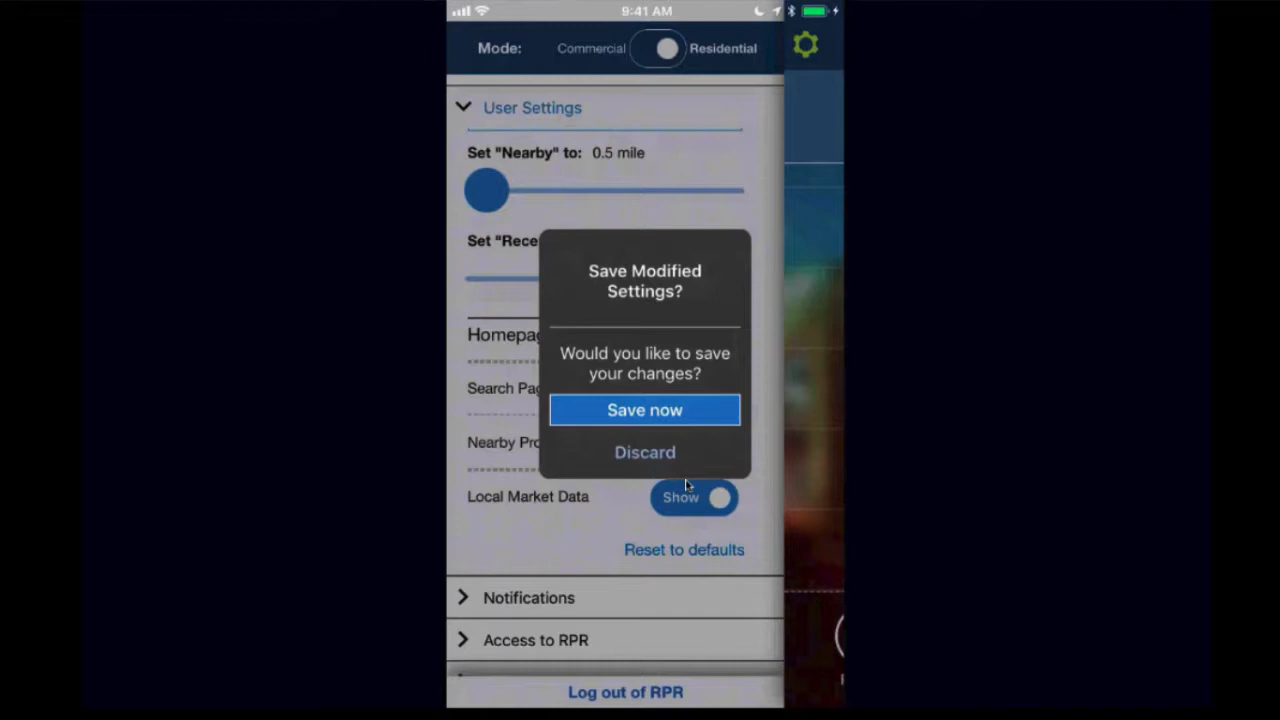 9:41 AM
Mode: Commercial Residential
User Settings
Set "Nearby" to: 0.5 mile
Set "Rece
Save Modified
Settings?
Homepag
Would you like to save
your changes?
Search Pag
Save now
Nearby Pro
Discard
Local Market Data Show
Reset to defaults
Notifications
Access to RPR
Log out of RPR